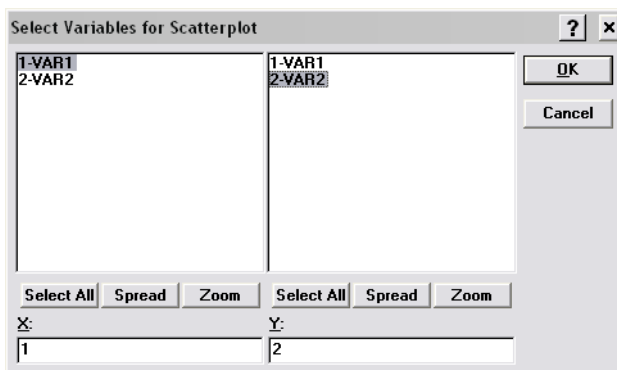 Select Variables for Scatterplot
? ×
1-VAR1
2-VAR2
1-VAR1
2-VAR2
OK
Cancel
Select All Spread Zoom
Select All Spread Zoom
X:
1
Y:
2